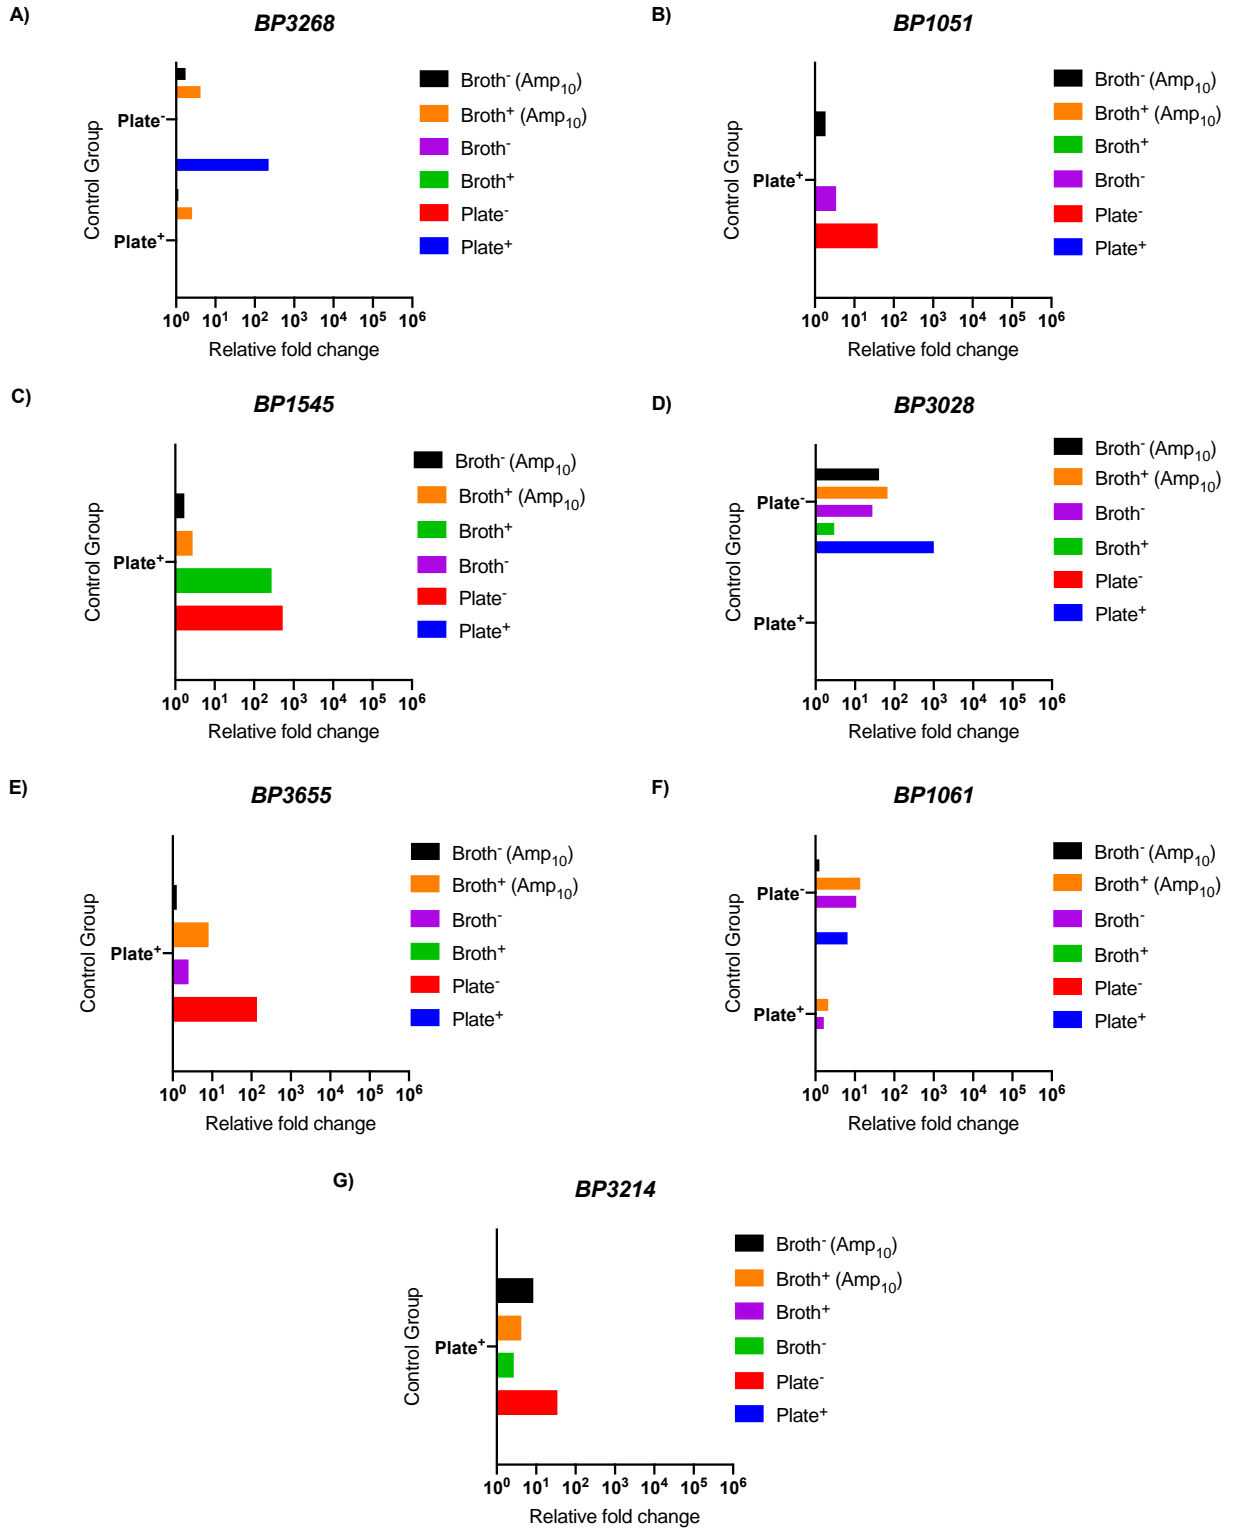 A)
BP3268
Control Group
Plate⁻
Plate⁺
10⁰ 10¹ 10² 10³ 10⁴ 10⁵ 10⁶
Relative fold change
Broth⁻ (Amp₁₀)
Broth⁺ (Amp₁₀)
Broth⁻
Broth⁺
Plate⁻
Plate⁺
B)
BP1051
Control Group
Plate⁺
10⁰ 10¹ 10² 10³ 10⁴ 10⁵ 10⁶
Relative fold change
Broth⁻ (Amp₁₀)
Broth⁺ (Amp₁₀)
Broth⁺
Broth⁻
Plate⁻
Plate⁺
C)
BP1545
Control Group
Plate⁺
10⁰ 10¹ 10² 10³ 10⁴ 10⁵ 10⁶
Relative fold change
Broth⁻ (Amp₁₀)
Broth⁺ (Amp₁₀)
Broth⁺
Broth⁻
Plate⁻
Plate⁺
D)
BP3028
Control Group
Plate⁻
Plate⁺
10⁰ 10¹ 10² 10³ 10⁴ 10⁵ 10⁶
Relative fold change
Broth⁻ (Amp₁₀)
Broth⁺ (Amp₁₀)
Broth⁻
Broth⁺
Plate⁻
Plate⁺
E)
BP3655
Control Group
Plate⁺
10⁰ 10¹ 10² 10³ 10⁴ 10⁵ 10⁶
Relative fold change
Broth⁻ (Amp₁₀)
Broth⁺ (Amp₁₀)
Broth⁻
Broth⁺
Plate⁻
Plate⁺
F)
BP1061
Control Group
Plate⁻
Plate⁺
10⁰ 10¹ 10² 10³ 10⁴ 10⁵ 10⁶
Relative fold change
Broth⁻ (Amp₁₀)
Broth⁺ (Amp₁₀)
Broth⁻
Broth⁺
Plate⁻
Plate⁺
G)
BP3214
Control Group
Plate⁺
10⁰ 10¹ 10² 10³ 10⁴ 10⁵ 10⁶
Relative fold change
Broth⁻ (Amp₁₀)
Broth⁺ (Amp₁₀)
Broth⁺
Broth⁻
Plate⁻
Plate⁺